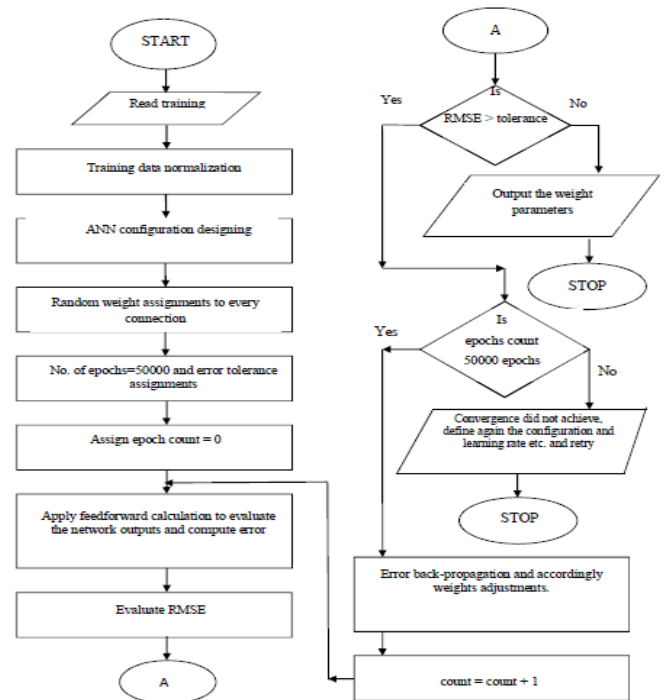 START
Read training
Training data normalization
ANN configuration designing
Random weight assignments to every
connection
No. of epochs=50000 and error tolerance
assignments
Assign epoch count = 0
Apply feedforward calculation to evaluate
the network outputs and compute error
Evaluate RMSE
A
A
Is
RMSE > tolerance
Yes
No
Output the weight
parameters
STOP
Is
epochs count
50000 epochs
Yes
No
Convergence did not achieve,
define again the configuration and
learning rate etc. and retry
STOP
Error back-propagation and accordingly
weights adjustments.
count = count + 1